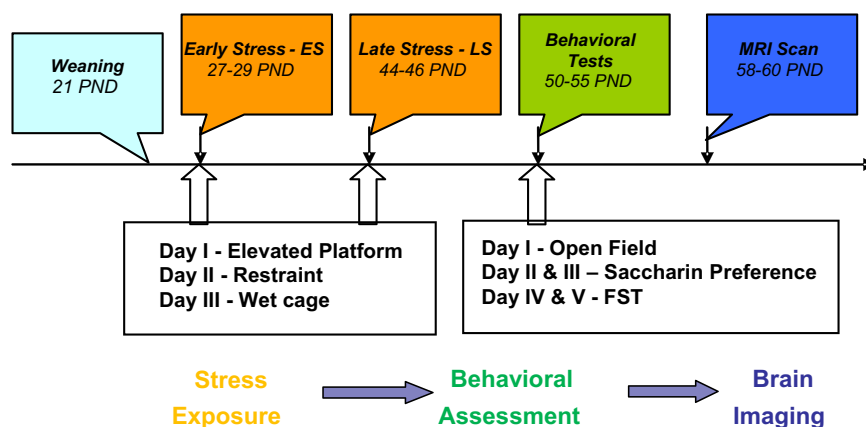 Weaning
21 PND
Early Stress - ES
27-29 PND
Late Stress - LS
44-46 PND
Behavioral
Tests
50-55 PND
MRI Scan
58-60 PND
Day I - Elevated Platform
Day II - Restraint
Day III - Wet cage
Day I - Open Field
Day II & III – Saccharin Preference
Day IV & V - FST
Stress
Exposure
Behavioral
Assessment
Brain
Imaging